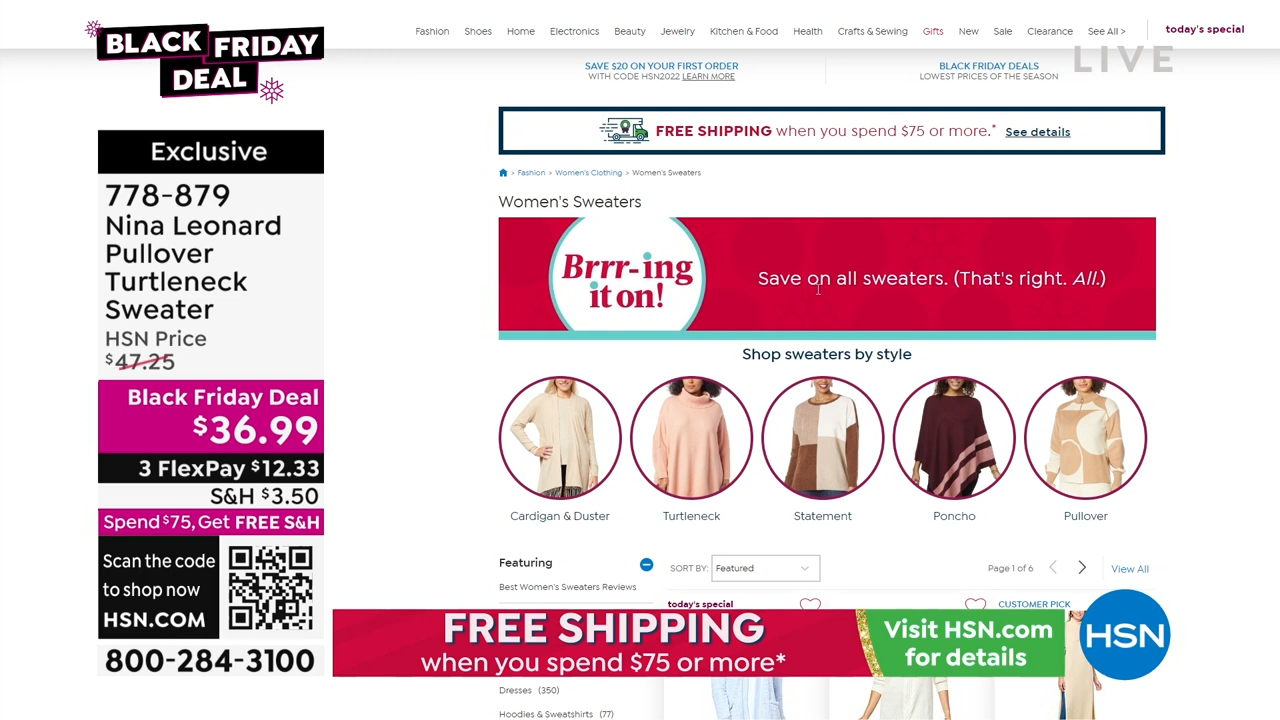 BLACK FRIDAY
DEAL
Exclusive
778-879
Nina Leonard
Pullover
Turtleneck
Sweater
HSN Price
$47.25
Black Friday Deal
$36.99
3 FlexPay $12.33
S&H $3.50
Spend $75, Get FREE S&H
Scan the code
to shop now
HSN.COM
800-284-3100
Fashion Shoes Home Electronics Beauty Jewelry Kitchen & Food Health Crafts & Sewing Gifts New Sale Clearance See All > today's special
LIVE
SAVE $20 ON YOUR FIRST ORDER
WITH CODE HSN2022 LEARN MORE
BLACK FRIDAY DEALS
LOWEST PRICES OF THE SEASON
FREE SHIPPING when you spend $75 or more.* See details
> Fashion > Women's Clothing > Women's Sweaters
Women's Sweaters
Brrr-ing
it on!
Save on all sweaters. (That's right. All.)
Shop sweaters by style
Cardigan & Duster
Turtleneck
Statement
Poncho
Pullover
Featuring
Best Women's Sweaters Reviews
SORT BY: Featured
Page 1 of 6
View All
today's special
CUSTOMER PICK
FREE SHIPPING
when you spend $75 or more*
Visit HSN.com
for details
HSN
Dresses (350)
Hoodies & Sweatshirts (77)